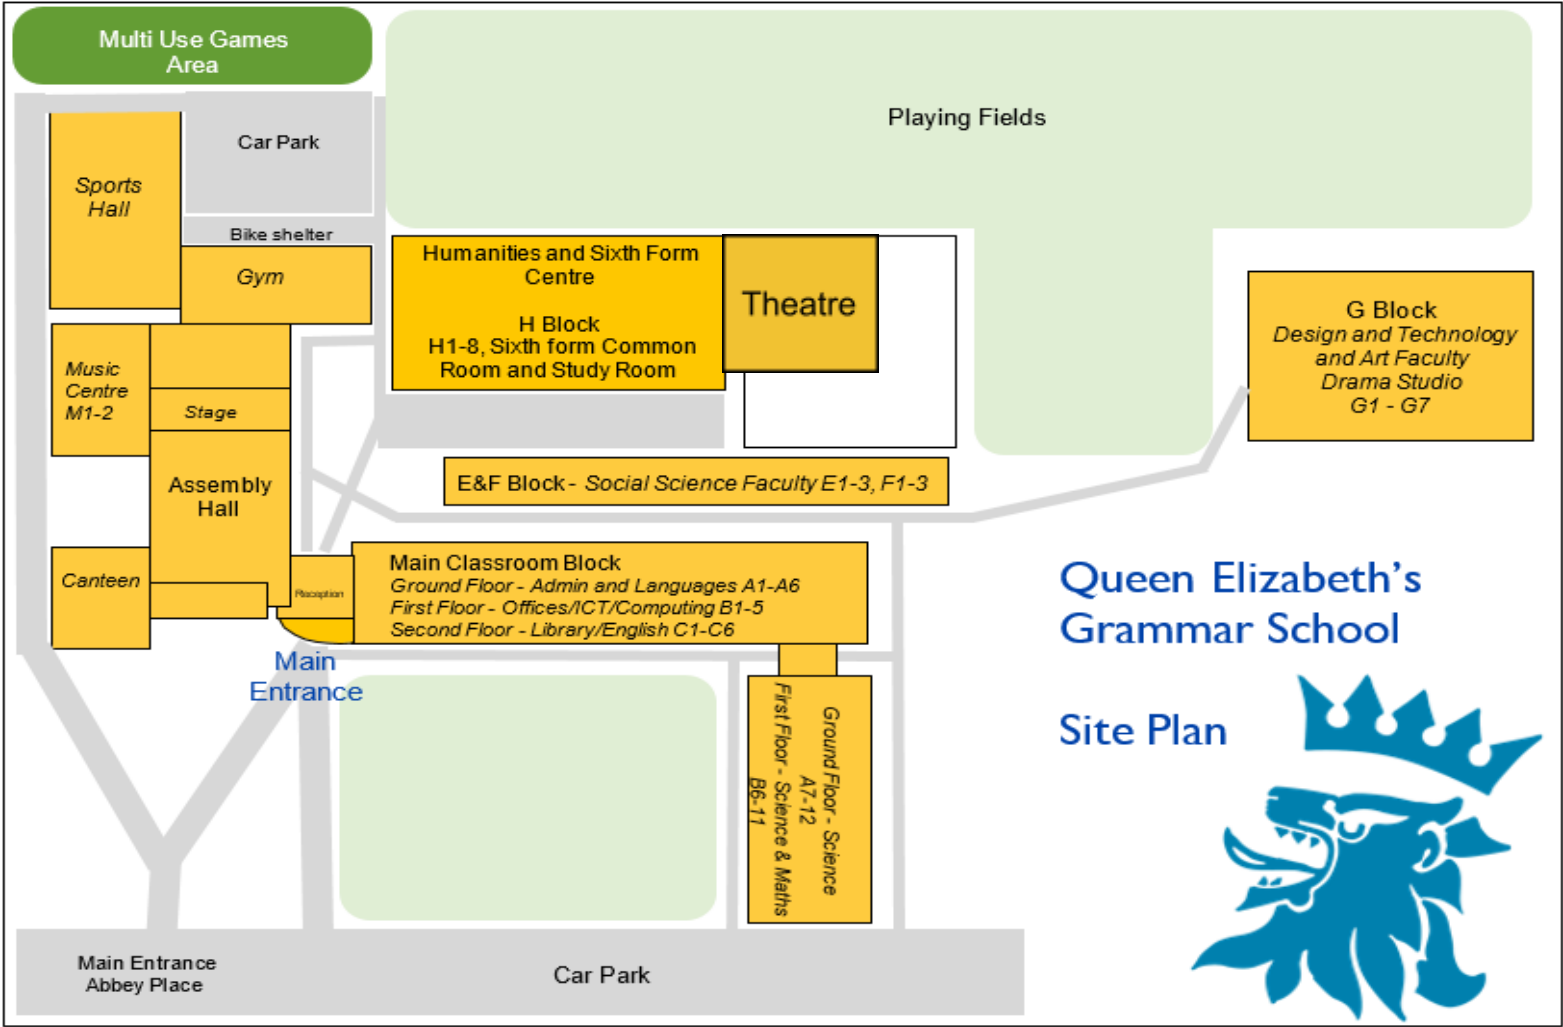 Multi Use Games
Area
Playing Fields
Car Park
Sports
Hall
Bike shelter
Gym
Humanities and Sixth Form
Centre
H Block
H1-8, Sixth form Common
Room and Study Room
Theatre
G Block
Design and Technology
and Art Faculty
Drama Studio
G1 - G7
Music
Centre
M1-2
Stage
Assembly
Hall
E&F Block - Social Science Faculty E1-3, F1-3
Canteen
Reception
Main Classroom Block
Ground Floor - Admin and Languages A1-A6
First Floor - Offices/ICT/Computing B1-5
Second Floor - Library/English C1-C6
Main
Entrance
Queen Elizabeth’s
Grammar School
Site Plan
Ground Floor - Science
A7-12
First Floor - Science & Maths
B6-11
Main Entrance
Abbey Place
Car Park